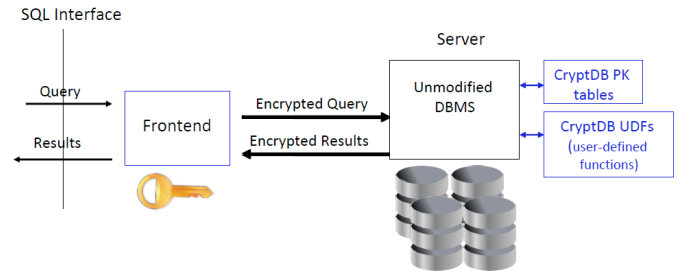 SQL Interface
Server
Query
Results
Frontend
Encrypted Query
Encrypted Results
Unmodified
DBMS
CryptDB PK
tables
CryptDB UDFs
(user-defined
functions)